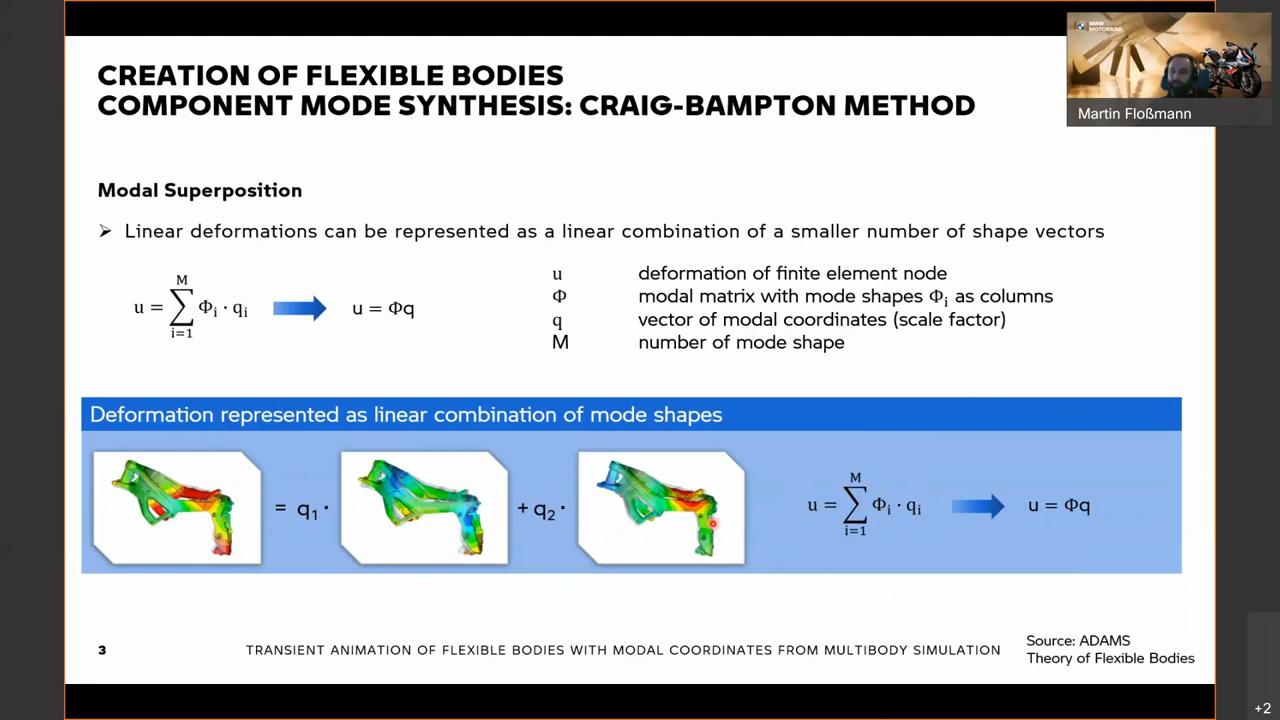 BMW
MOTORRAD
Martin Floßmann
CREATION OF FLEXIBLE BODIES
COMPONENT MODE SYNTHESIS: CRAIG-BAMPTON METHOD
Modal Superposition
➢ Linear deformations can be represented as a linear combination of a smaller number of shape vectors
u = ∑_{i=1}^{M} Φᵢ · qᵢ u = Φq
u deformation of finite element node
Φ modal matrix with mode shapes Φᵢ as columns
q vector of modal coordinates (scale factor)
M number of mode shape
Deformation represented as linear combination of mode shapes
= q₁ · + q₂ · u = ∑_{i=1}^{M} Φᵢ · qᵢ u = Φq
3 TRANSIENT ANIMATION OF FLEXIBLE BODIES WITH MODAL COORDINATES FROM MULTIBODY SIMULATION
Source: ADAMS
Theory of Flexible Bodies
+2